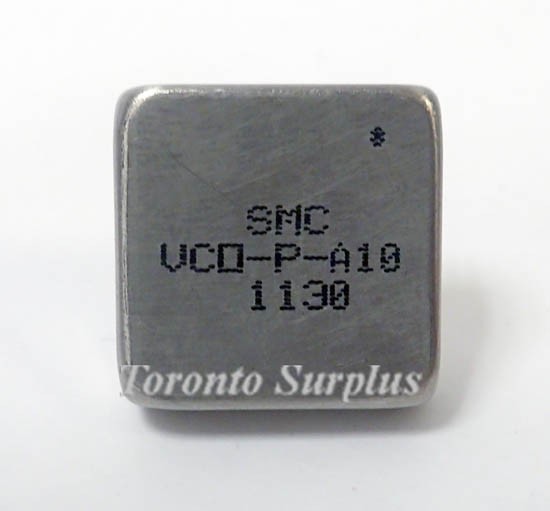 *
SMC
VCO-P-A10
1130
Toronto Surplus